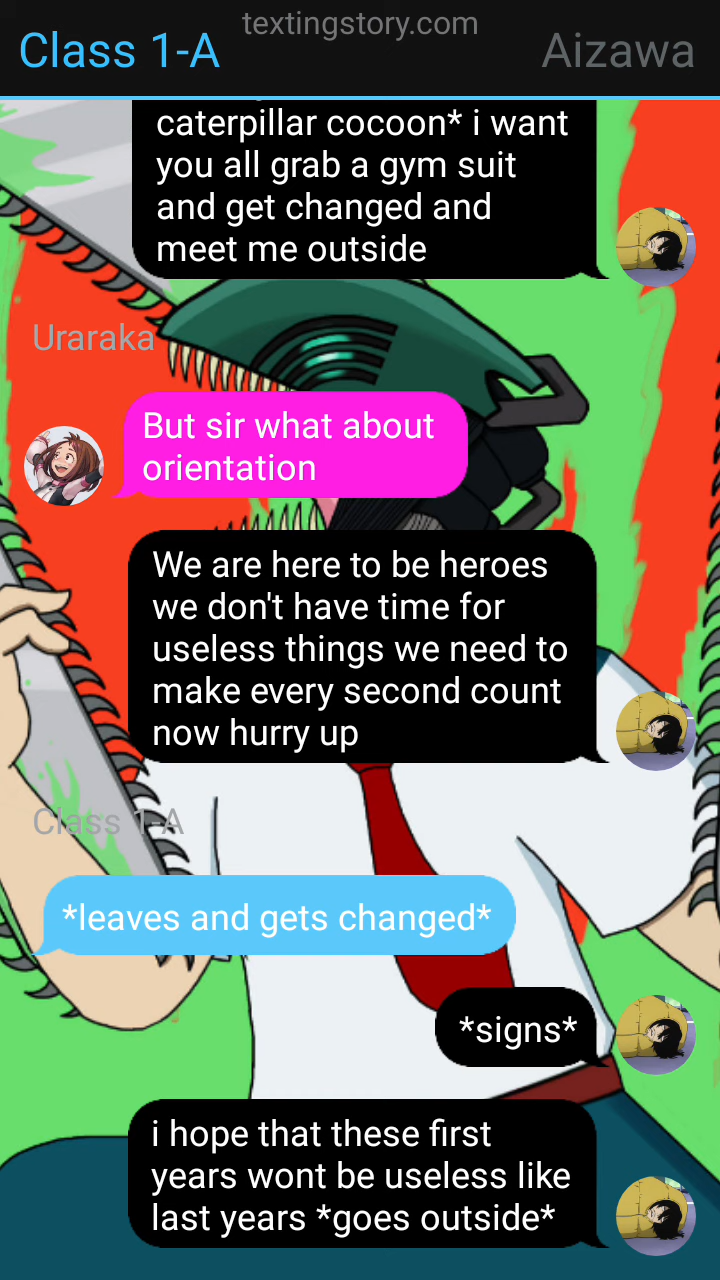 textingstory.com
Class 1-A
Aizawa
caterpillar cocoon* i want
you all grab a gym suit
and get changed and
meet me outside
Uraraka
But sir what about
orientation
We are here to be heroes
we don't have time for
useless things we need to
make every second count
now hurry up
Class 1-A
*leaves and gets changed*
*signs*
i hope that these first
years wont be useless like
last years *goes outside*